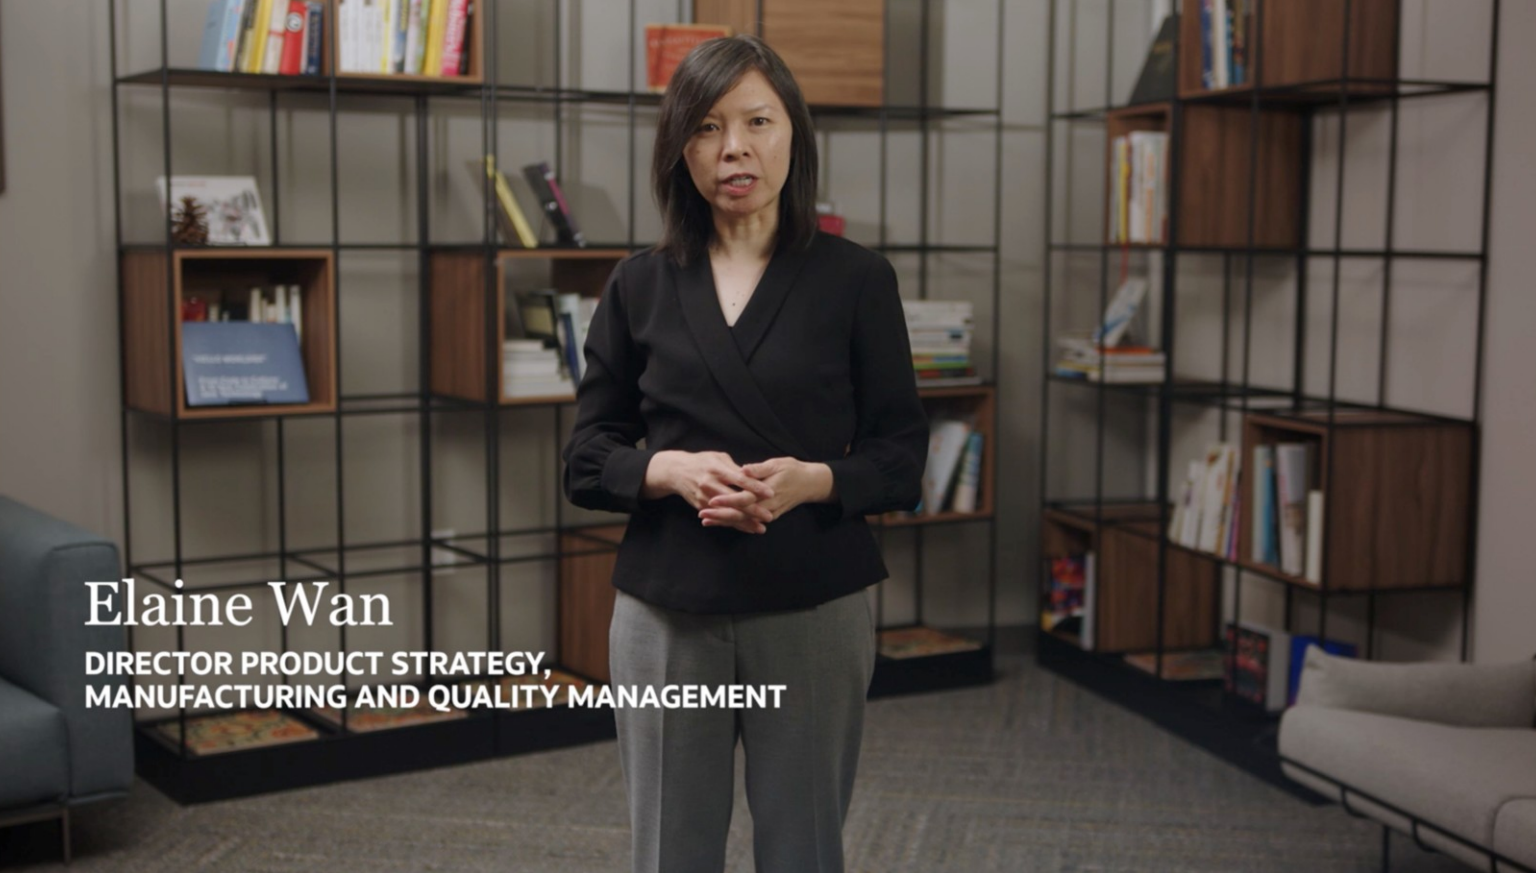 Elaine Wan
DIRECTOR PRODUCT STRATEGY,
MANUFACTURING AND QUALITY MANAGEMENT